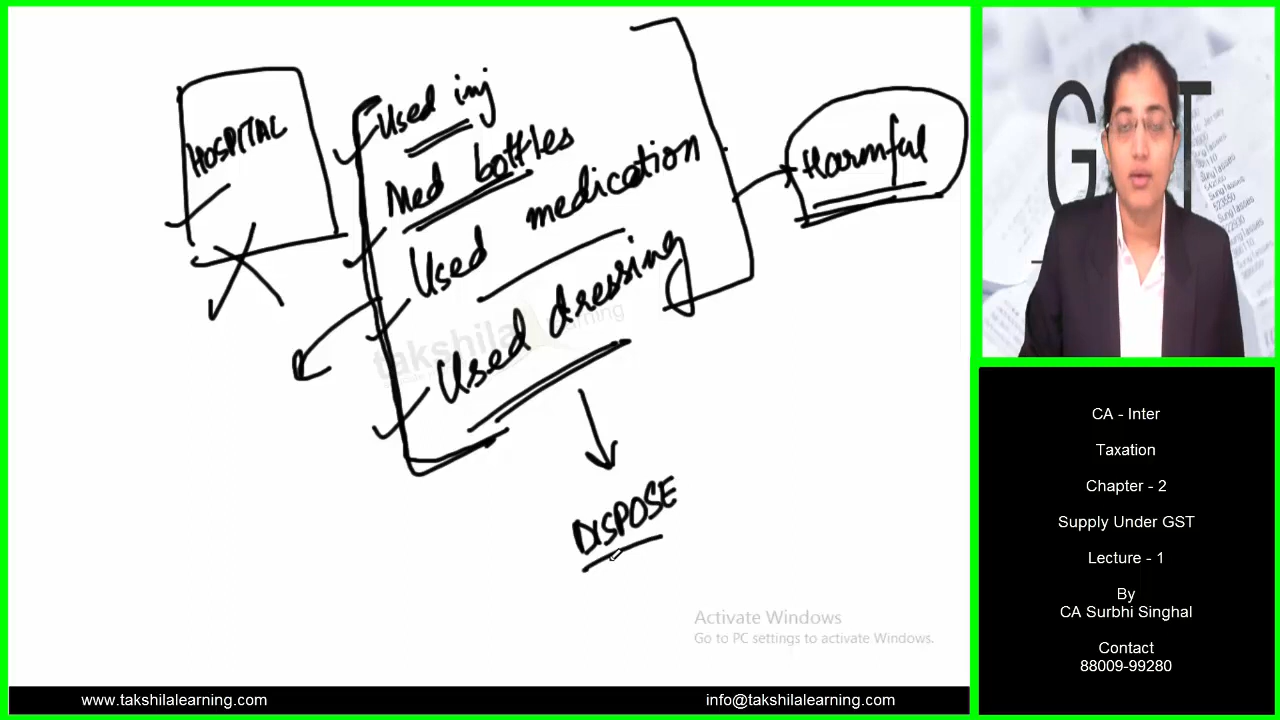 HOSPITAL
Used inj
Med bottles
Used medication
Used dressing
Harmful
DISPOSE
takshila
learning
Activate Windows
Go to PC settings to activate Windows.
G T
CA - Inter
Taxation
Chapter - 2
Supply Under GST
Lecture - 1
By
CA Surbhi Singhal
Contact
88009-99280
www.takshilalearning.com
info@takshilalearning.com